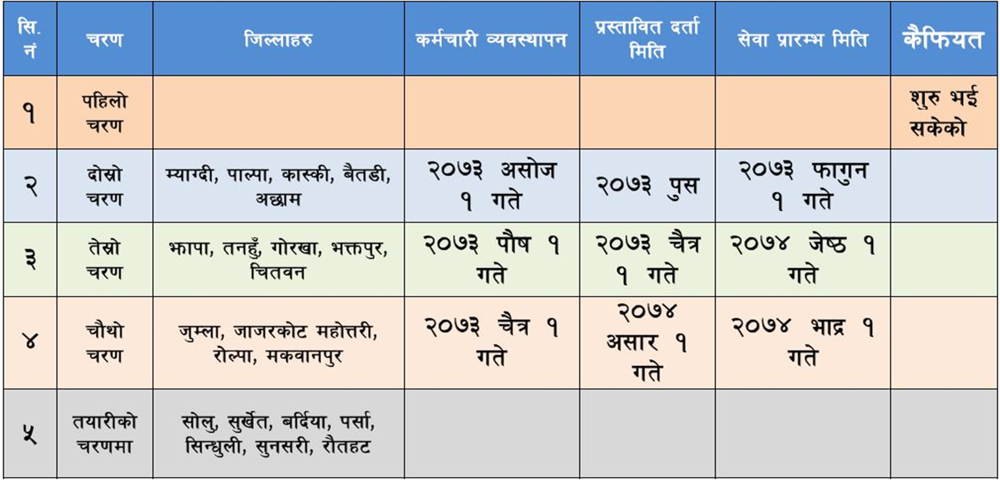 सि.
नं
चरण
जिल्लाहरु
कर्मचारी व्यवस्थापन
प्रस्तावित दर्ता
मिति
सेवा प्रारम्भ मिति
कैफियत
१
पहिलो
चरण
शुरु भई
सकेको
२
दोस्रो
चरण
म्याग्दी, पाल्पा, कास्की, बैतडी,
अछाम
२०७३ असोज
१ गते
२०७३ पुस
२०७३ फागुन
१ गते
३
तेस्रो
चरण
झापा, तनहुँ, गोरखा, भक्तपुर,
चितवन
२०७३ पौष १
गते
२०७३ चैत्र
१ गते
२०७४ जेष्ठ १
गते
४
चौथो
चरण
जुम्ला, जाजरकोट महोत्तरी,
रोल्पा, मकवानपुर
२०७३ चैत्र १
गते
२०७४
असार १
गते
२०७४ भाद्र १
गते
५
तयारीको
चरणमा
सोलु, सुर्खेत, बर्दिया, पर्सा,
सिन्धुली, सुनसरी, रौतहट